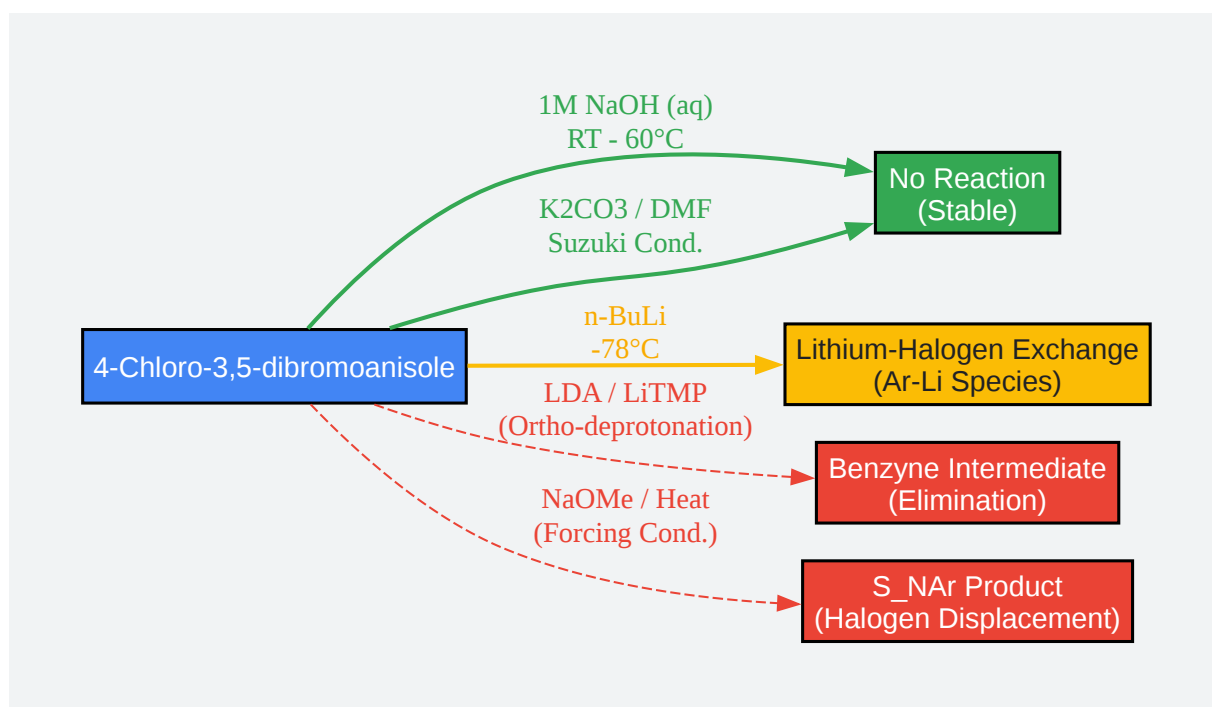 1M NaOH (aq)
RT - 60°C
No Reaction
(Stable)
K2CO3 / DMF
Suzuki Cond.
n-BuLi
-78°C
4-Chloro-3,5-dibromoanisole
Lithium-Halogen Exchange
(Ar-Li Species)
LDA / LiTMP
(Ortho-deprotonation)
Benzyne Intermediate
(Elimination)
NaOMe / Heat
(Forcing Cond.)
S_NAr Product
(Halogen Displacement)